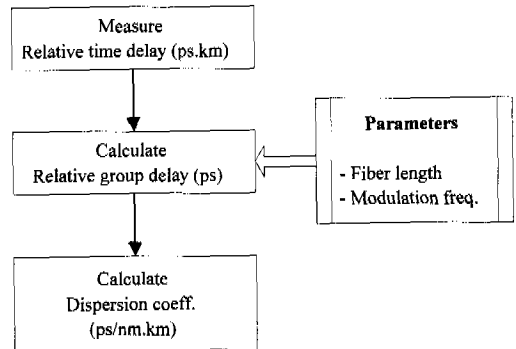 Measure
Relative time delay (ps.km)
Calculate
Relative group delay (ps)
Parameters
- Fiber length
- Modulation freq.
Calculate
Dispersion coeff.
(ps/nm.km)